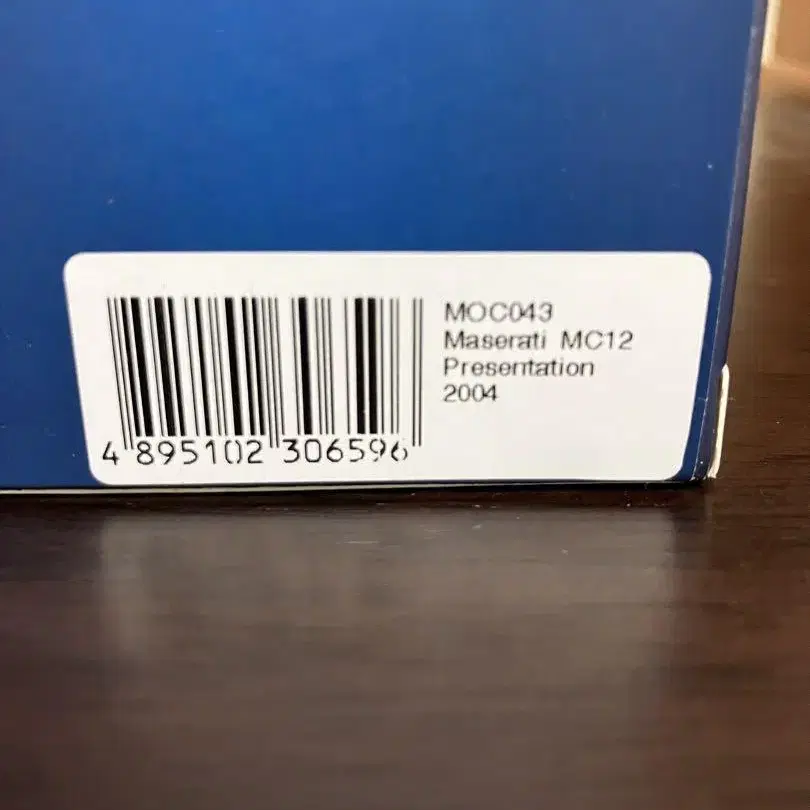 MOC043
Maserati MC12
Presentation
2004
4 895102 306596